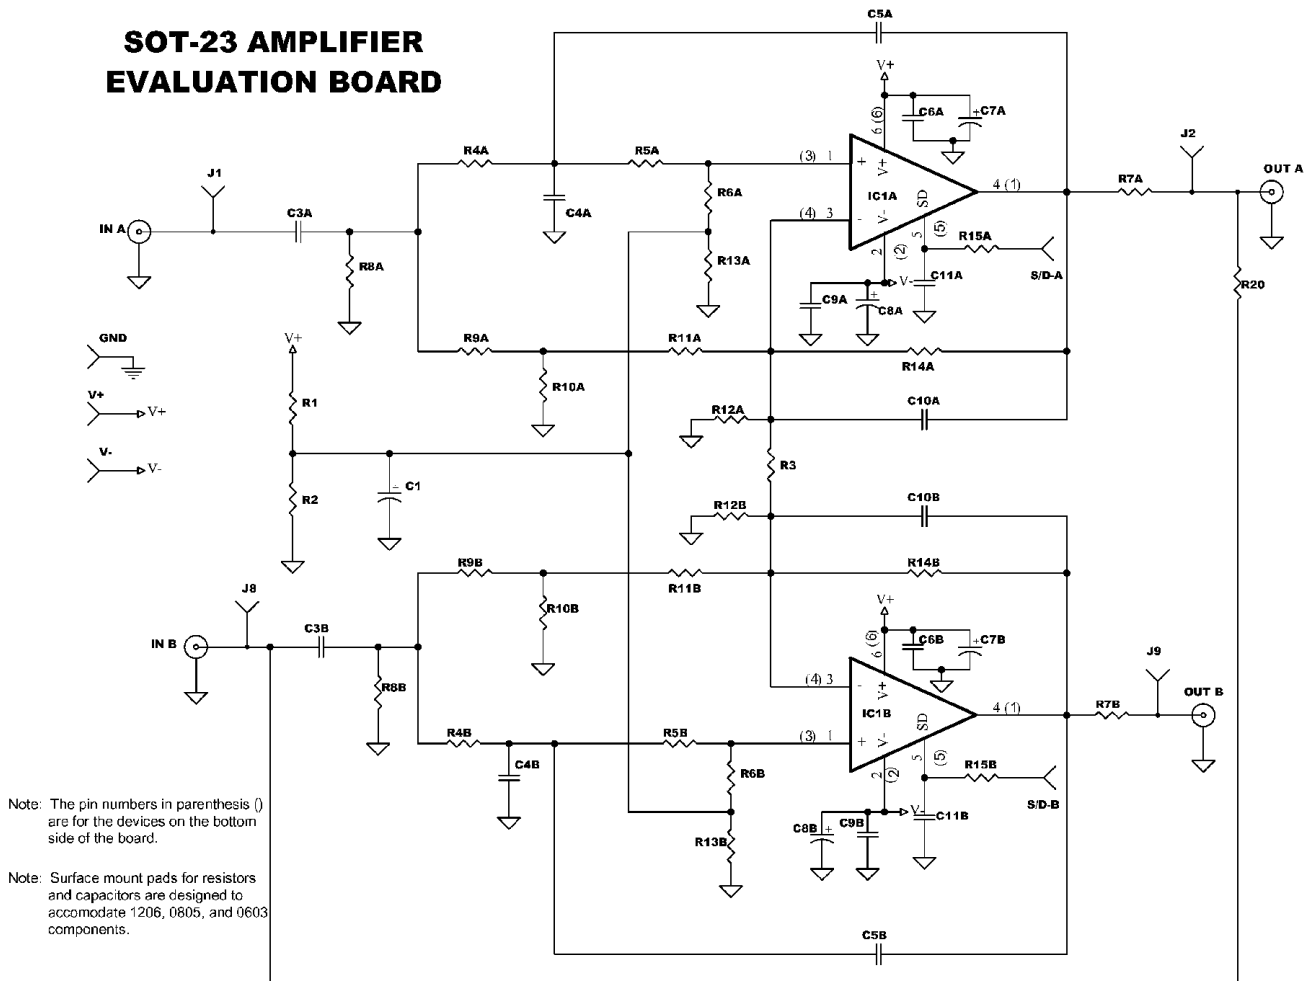 SOT-23 AMPLIFIER
EVALUATION BOARD
C5A
V+
C6A
C7A
6 (6)
R4A
R5A
(3) 1
+
V+
J1
J2
OUT A
R7A
4 (1)
R6A
IC1A
SD
C3A
C4A
IN A
(4) 3
-
V-
5
(5)
R15A
2
(2)
R8A
R13A
V-
C11A
S/D-A
C9A
C8A
R20
GND
V+
R9A
R11A
R14A
R10A
V+
V+
R1
R12A
C10A
V-
V-
R3
R2
C1
R12B
C10B
R9B
R11B
R14B
J8
R10B
V+
C3B
IN B
6 (6)
C6B
C7B
J9
R8B
(4) 3
-
V+
OUT B
IC1B
SD
4 (1)
R7B
R4B
R5B
(3) 1
+
V-
5
(5)
R15B
C4B
R6B
2
(2)
S/D-B
V-
C11B
C8B
C9B
R13B
Note: The pin numbers in parenthesis ()
are for the devices on the bottom
side of the board.
Note: Surface mount pads for resistors
and capacitors are designed to
accomodate 1206, 0805, and 0603
components.
C5B